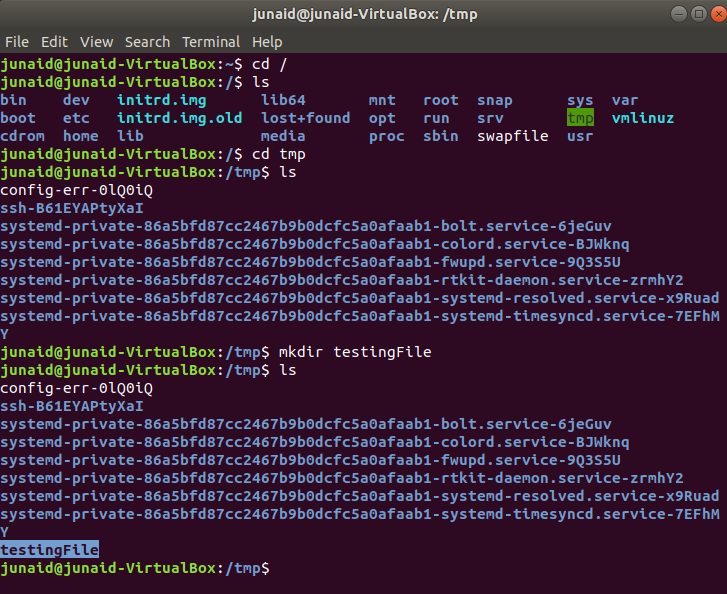 junaid@junaid-VirtualBox: /tmp
File Edit View Search Terminal Help
junaid@junaid-VirtualBox:~$ cd /
junaid@junaid-VirtualBox:/$ ls
bin dev initrd.img lib64 mnt root snap sys var
boot etc initrd.img.old lost+found opt run srv tmp vmlinuz
cdrom home lib media proc sbin swapfile usr
junaid@junaid-VirtualBox:/$ cd tmp
junaid@junaid-VirtualBox:/tmp$ ls
config-err-0lQ0iQ
ssh-B61EYAPtyXaI
systemd-private-86a5bfd87cc2467b9b0dcfc5a0afaab1-bolt.service-6jeGuv
systemd-private-86a5bfd87cc2467b9b0dcfc5a0afaab1-colord.service-BJWknq
systemd-private-86a5bfd87cc2467b9b0dcfc5a0afaab1-fwupd.service-9Q3S5U
systemd-private-86a5bfd87cc2467b9b0dcfc5a0afaab1-rtkit-daemon.service-zrmhY2
systemd-private-86a5bfd87cc2467b9b0dcfc5a0afaab1-systemd-resolved.service-x9Ruad
systemd-private-86a5bfd87cc2467b9b0dcfc5a0afaab1-systemd-timesyncd.service-7EFhM
Y
junaid@junaid-VirtualBox:/tmp$ mkdir testingFile
junaid@junaid-VirtualBox:/tmp$ ls
config-err-0lQ0iQ
ssh-B61EYAPtyXaI
systemd-private-86a5bfd87cc2467b9b0dcfc5a0afaab1-bolt.service-6jeGuv
systemd-private-86a5bfd87cc2467b9b0dcfc5a0afaab1-colord.service-BJWknq
systemd-private-86a5bfd87cc2467b9b0dcfc5a0afaab1-fwupd.service-9Q3S5U
systemd-private-86a5bfd87cc2467b9b0dcfc5a0afaab1-rtkit-daemon.service-zrmhY2
systemd-private-86a5bfd87cc2467b9b0dcfc5a0afaab1-systemd-resolved.service-x9Ruad
systemd-private-86a5bfd87cc2467b9b0dcfc5a0afaab1-systemd-timesyncd.service-7EFhM
Y
testingFile
junaid@junaid-VirtualBox:/tmp$